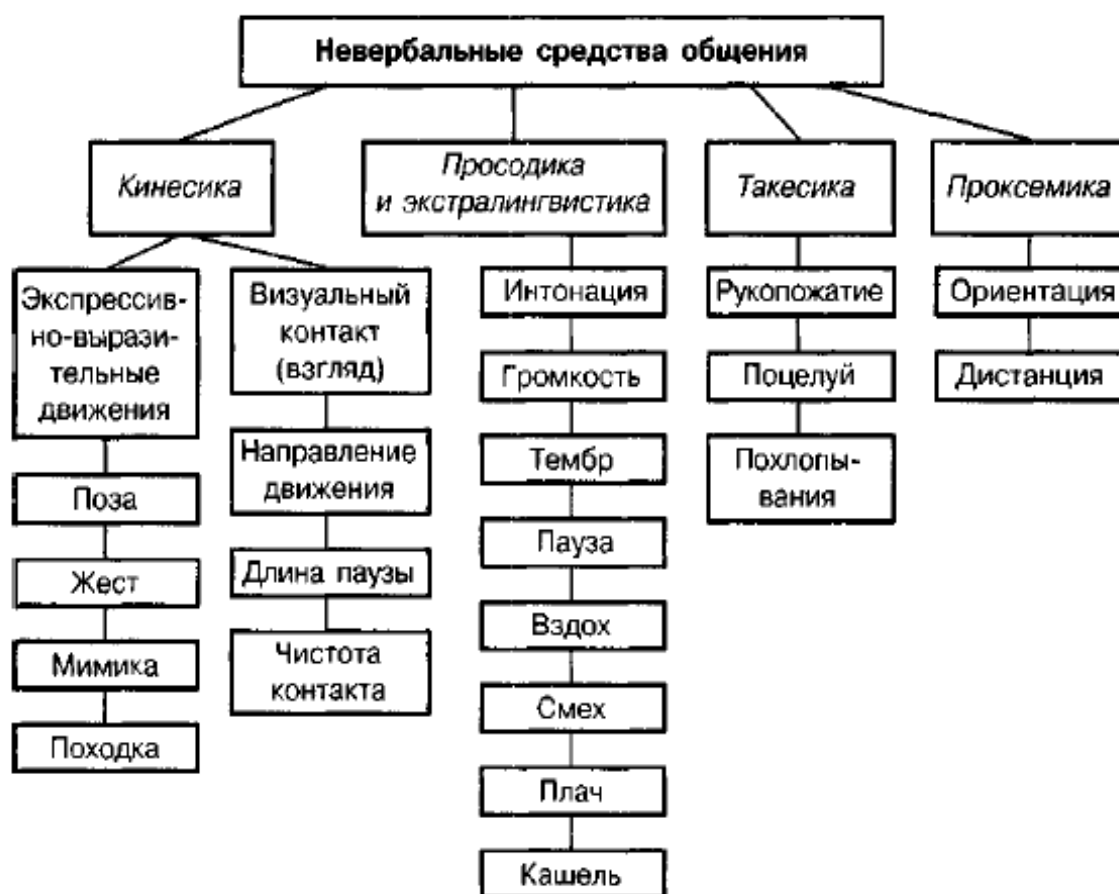 Невербальные средства общения
Кинесика
Просодика
и экстралингвистика
Такесика
Проксемика
Экспрессив-
но-вырази-
тельные
движения
Поза
Жест
Мимика
Походка
Визуальный
контакт
(взгляд)
Направление
движения
Длина паузы
Чистота
контакта
Интонация
Громкость
Тембр
Пауза
Вздох
Смех
Плач
Кашель
Рукопожатие
Поцелуй
Похлопы-
вания
Ориентация
Дистанция